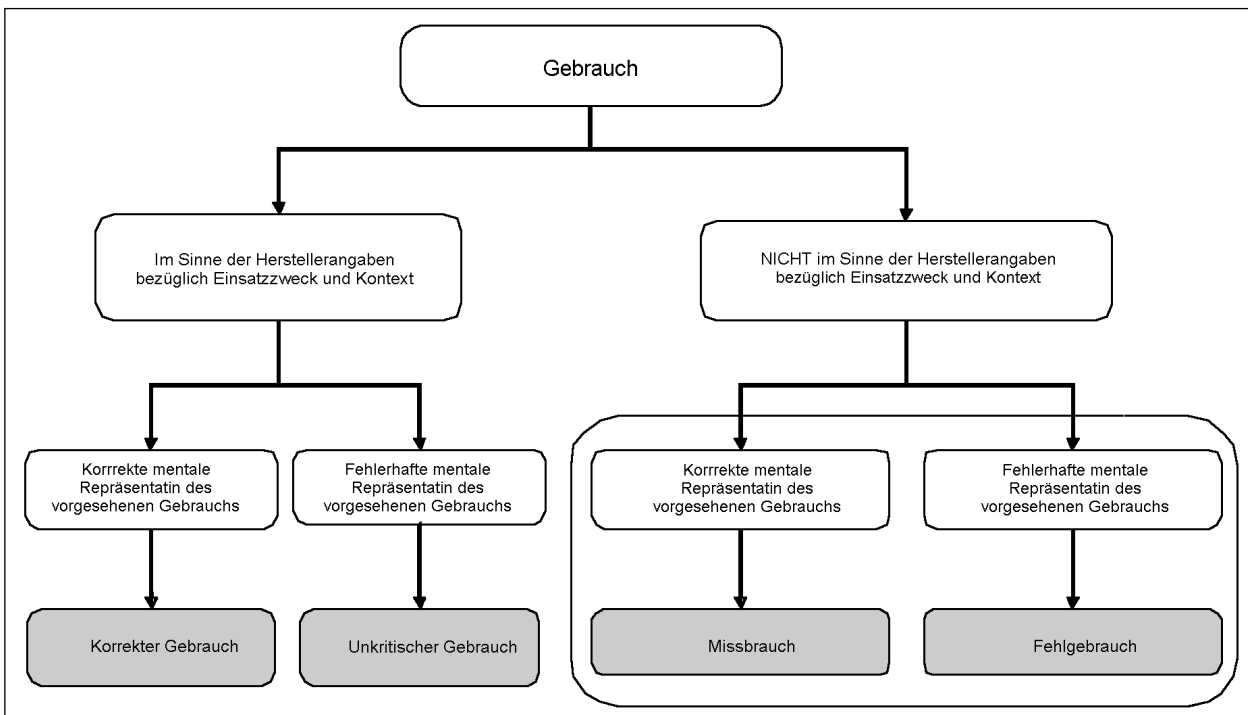 Gebrauch
Im Sinne der Herstellerangaben
bezüglich Einsatzzweck und Kontext
NICHT im Sinne der Herstellerangaben
bezüglich Einsatzzweck und Kontext
Korrrekte mentale
Repräsentatin des
vorgesehenen Gebrauchs
Fehlerhafte mentale
Repräsentatin des
vorgesehenen Gebrauchs
Korrrekte mentale
Repräsentatin des
vorgesehenen Gebrauchs
Fehlerhafte mentale
Repräsentatin des
vorgesehenen Gebrauchs
Korrekter Gebrauch
Unkritischer Gebrauch
Missbrauch
Fehlgebrauch